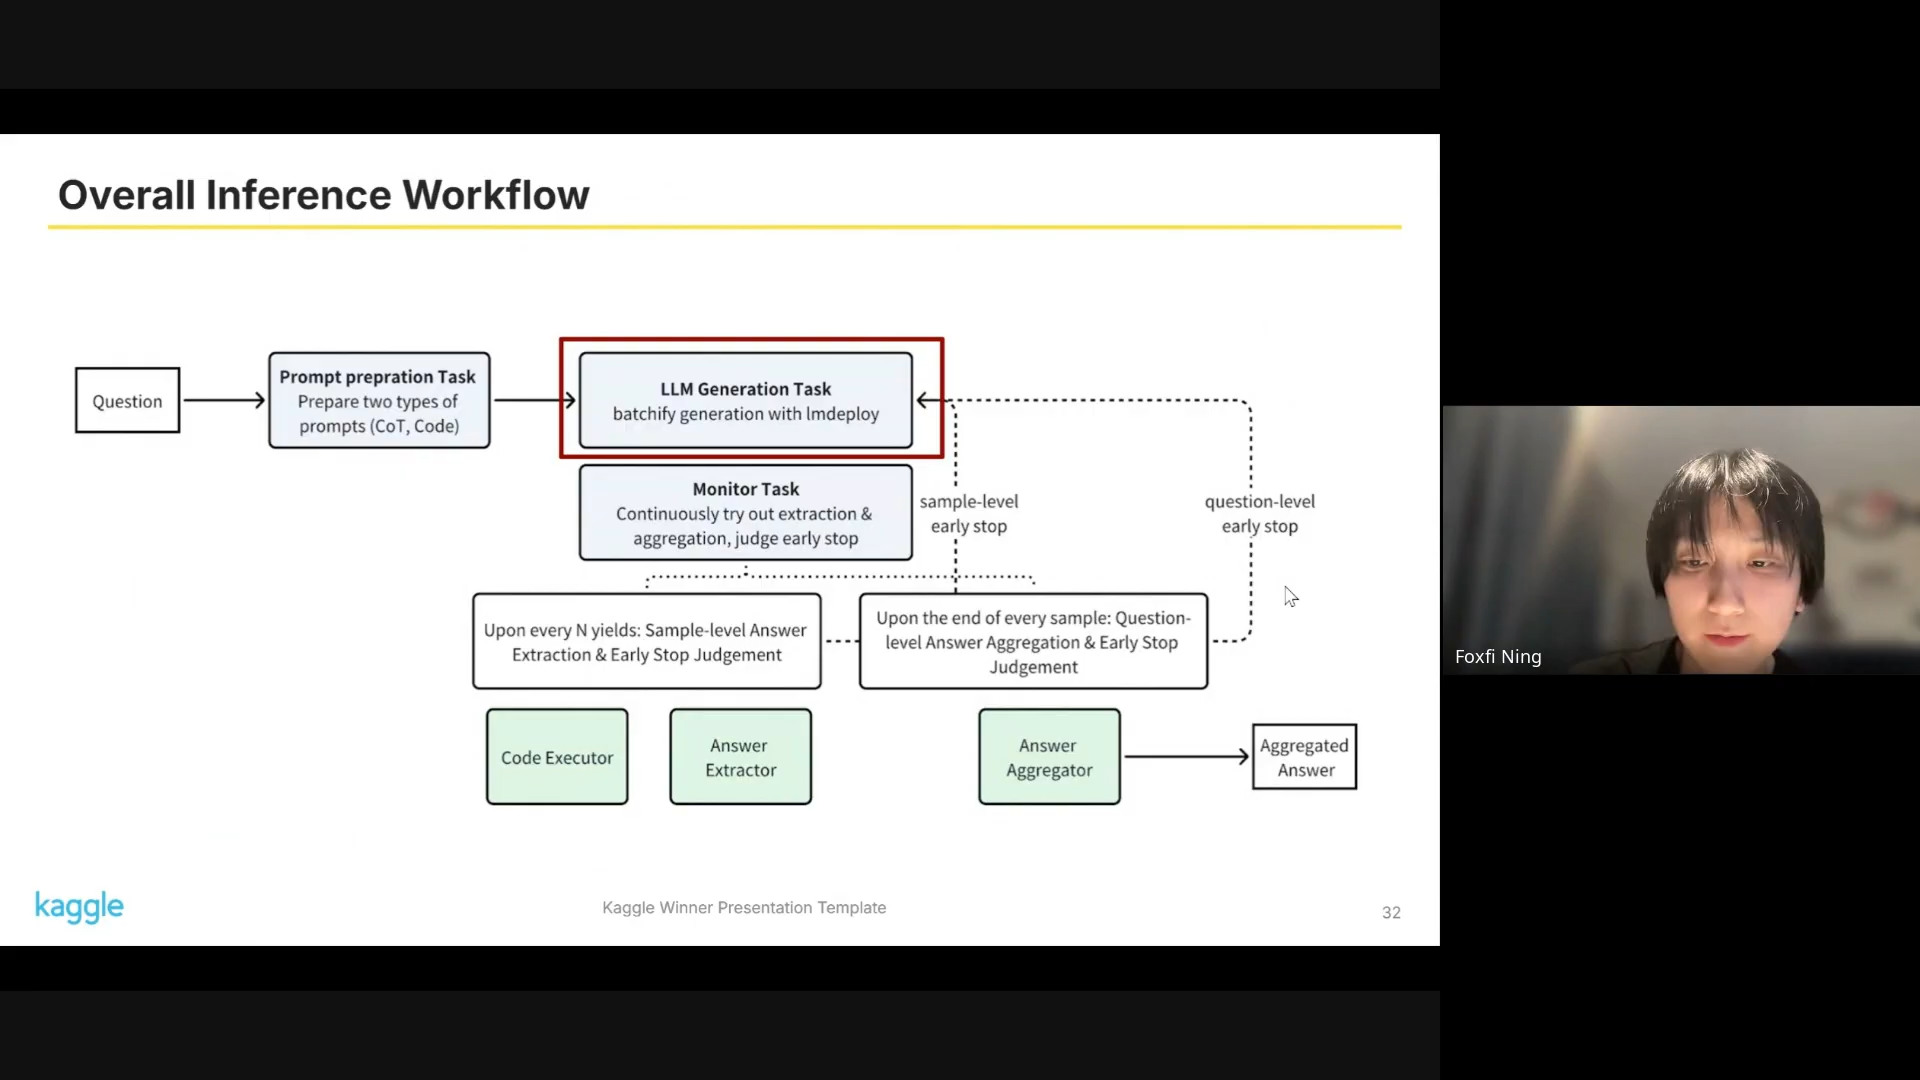 Overall Inference Workflow
Question
Prompt prepration Task
Prepare two types of
prompts (CoT, Code)
LLM Generation Task
batchify generation with lmdeploy
Monitor Task
Continuously try out extraction &
aggregation, judge early stop
sample-level
early stop
question-level
early stop
Upon every N yields: Sample-level Answer
Extraction & Early Stop Judgement
Upon the end of every sample: Question-
level Answer Aggregation & Early Stop
Judgement
Code Executor
Answer
Extractor
Answer
Aggregator
Aggregated
Answer
kaggle
Kaggle Winner Presentation Template
32
Foxfi Ning